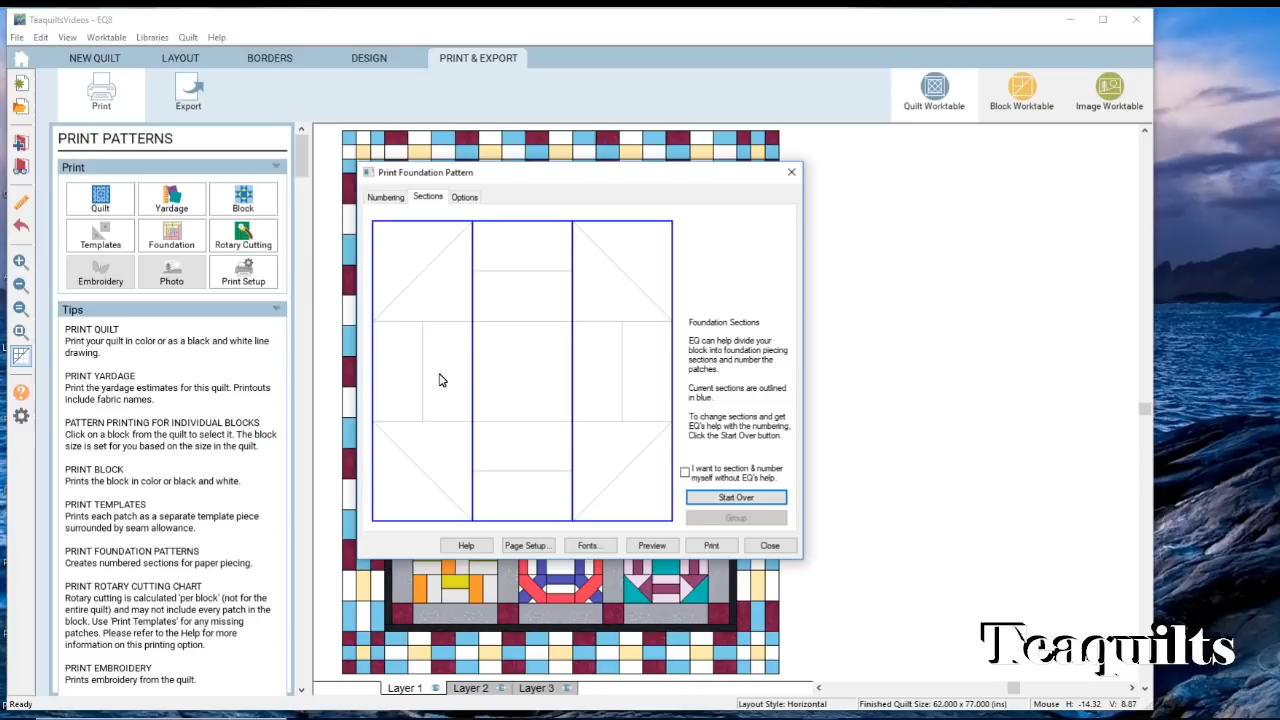 TeaquiltsVideos - EQ8
File Edit View Worktable Libraries Quilt Help
NEW QUILT LAYOUT BORDERS DESIGN PRINT & EXPORT
Print Export Quilt Worktable Block Worktable Image Worktable
PRINT PATTERNS
Print
Quilt Yardage Block
Templates Foundation Rotary Cutting
Embroidery Photo Print Setup
Tips
PRINT QUILT
Print your quilt in color or as a black and white line
drawing.
PRINT YARDAGE
Print the yardage estimates for this quilt. Printouts
include fabric names.
PATTERN PRINTING FOR INDIVIDUAL BLOCKS
Click on a block from the quilt to select it. The block
size is set for you based on the size in the quilt.
PRINT BLOCK
Prints the block in color or black and white.
PRINT TEMPLATES
Prints each patch as a separate template piece
surrounded by seam allowance.
PRINT FOUNDATION PATTERNS
Creates numbered sections for paper piecing.
PRINT ROTARY CUTTING CHART
Rotary cutting is calculated 'per block' (not for the
entire quilt) and may not include every patch in the
block. Use 'Print Templates' for any missing
patches. Please refer to the Help for more
information on this printing option.
PRINT EMBROIDERY
Prints embroidery from the quilt.
Print Foundation Pattern
Numbering Sections Options
Foundation Sections
EQ can help divide your
block into foundation piecing
sections and number the
patches.
Current sections are outlined
in blue.
To change sections and get
EQ's help with the numbering,
Click the Start Over button.
I want to section & number
myself without EQ's help.
Start Over
Group
Help Page Setup... Fonts... Preview Print Close
Teaquilts
Layer 1 Layer 2 Layer 3
Ready Layout Style: Horizontal Finished Quilt Size: 62.000 x 77.000 (ins) Mouse H: -14.32 V: 8.87